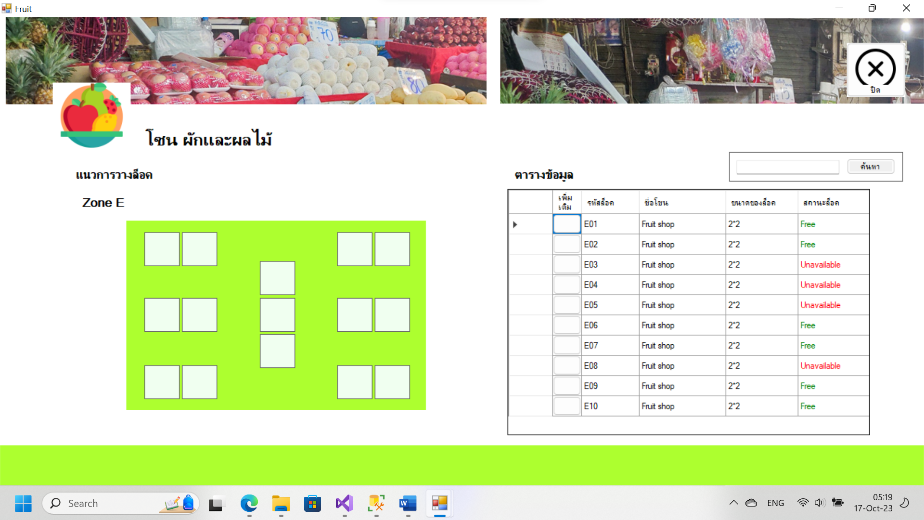 Fruit
70
ปิด
โซน ผักและผลไม้
แนวการวางล็อค
Zone E
ตารางข้อมูล
ค้นหา
เพิ่มเติม รหัสล็อค ชื่อโซน ขนาดของล็อค สถานะล็อค
E01 Fruit shop 2*2 Free
E02 Fruit shop 2*2 Free
E03 Fruit shop 2*2 Unavailable
E04 Fruit shop 2*2 Unavailable
E05 Fruit shop 2*2 Unavailable
E06 Fruit shop 2*2 Free
E07 Fruit shop 2*2 Free
E08 Fruit shop 2*2 Unavailable
E09 Fruit shop 2*2 Free
E10 Fruit shop 2*2 Free
Search
ENG
05:19
17-Oct-23